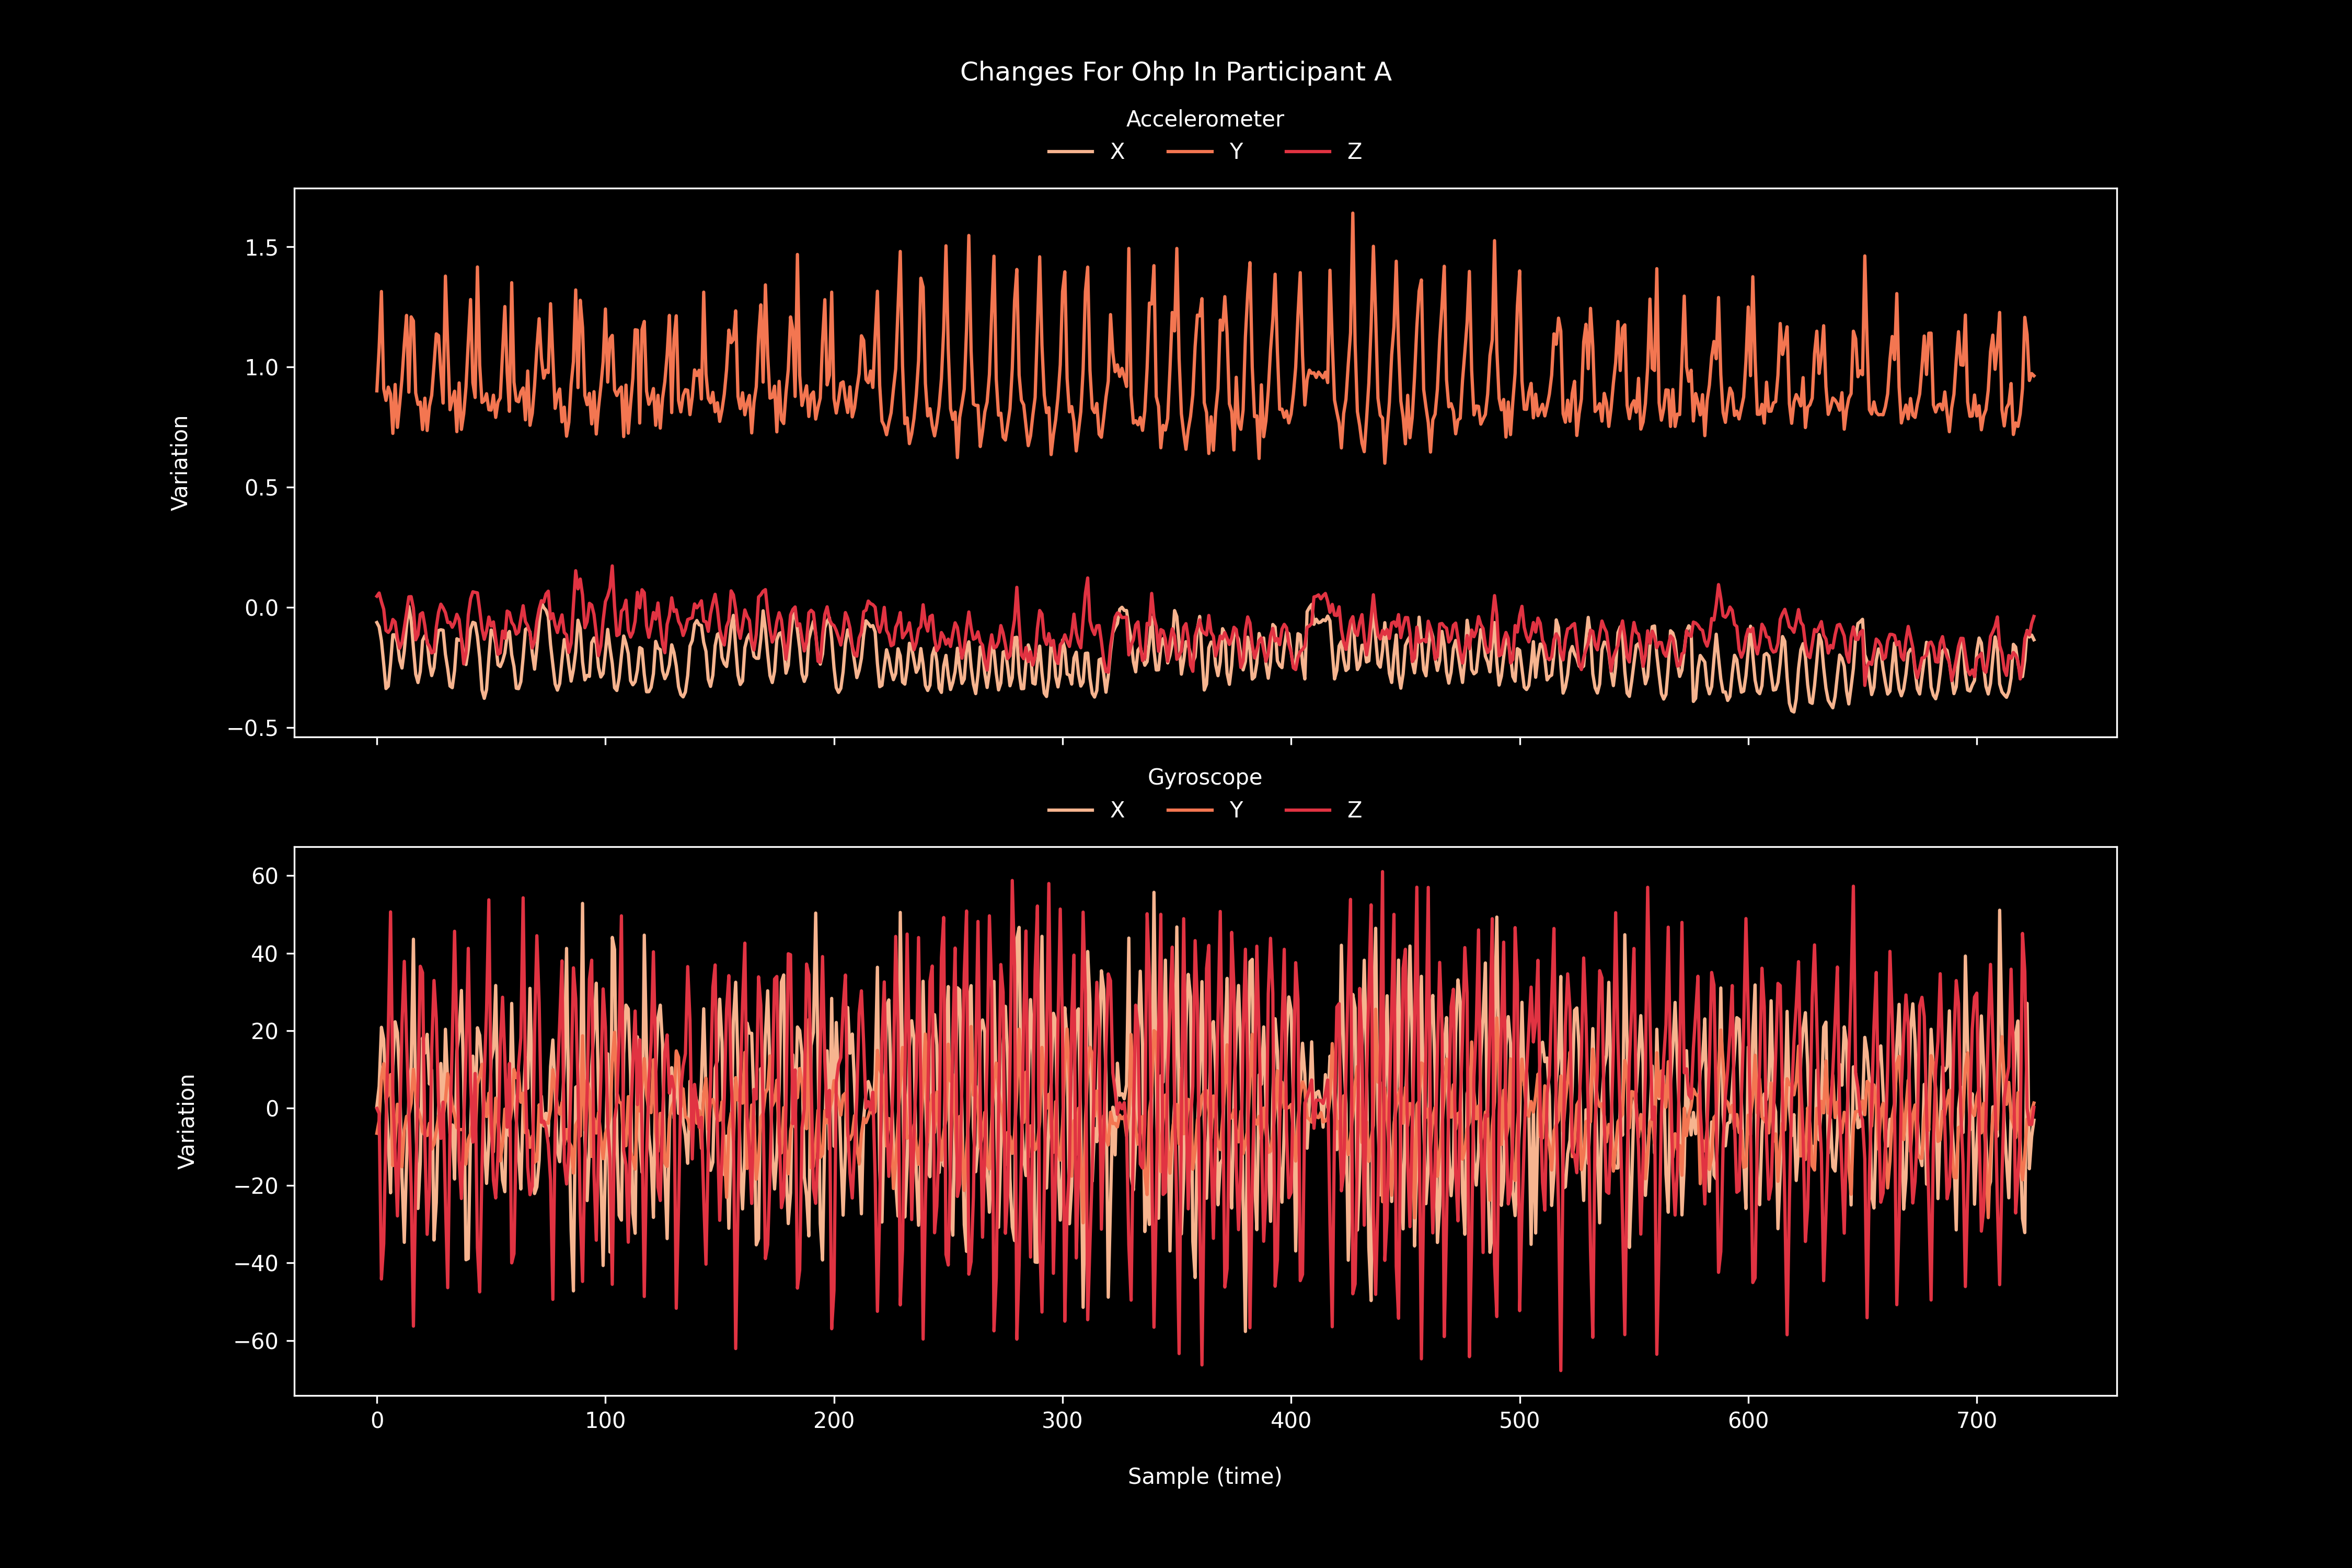 Changes For Ohp In Participant A
Accelerometer
X Y Z
1.5
1.0
0.5
0.0
−0.5
Variation
Gyroscope
X Y Z
60
40
20
0
−20
−40
−60
Variation
0 100 200 300 400 500 600 700
Sample (time)